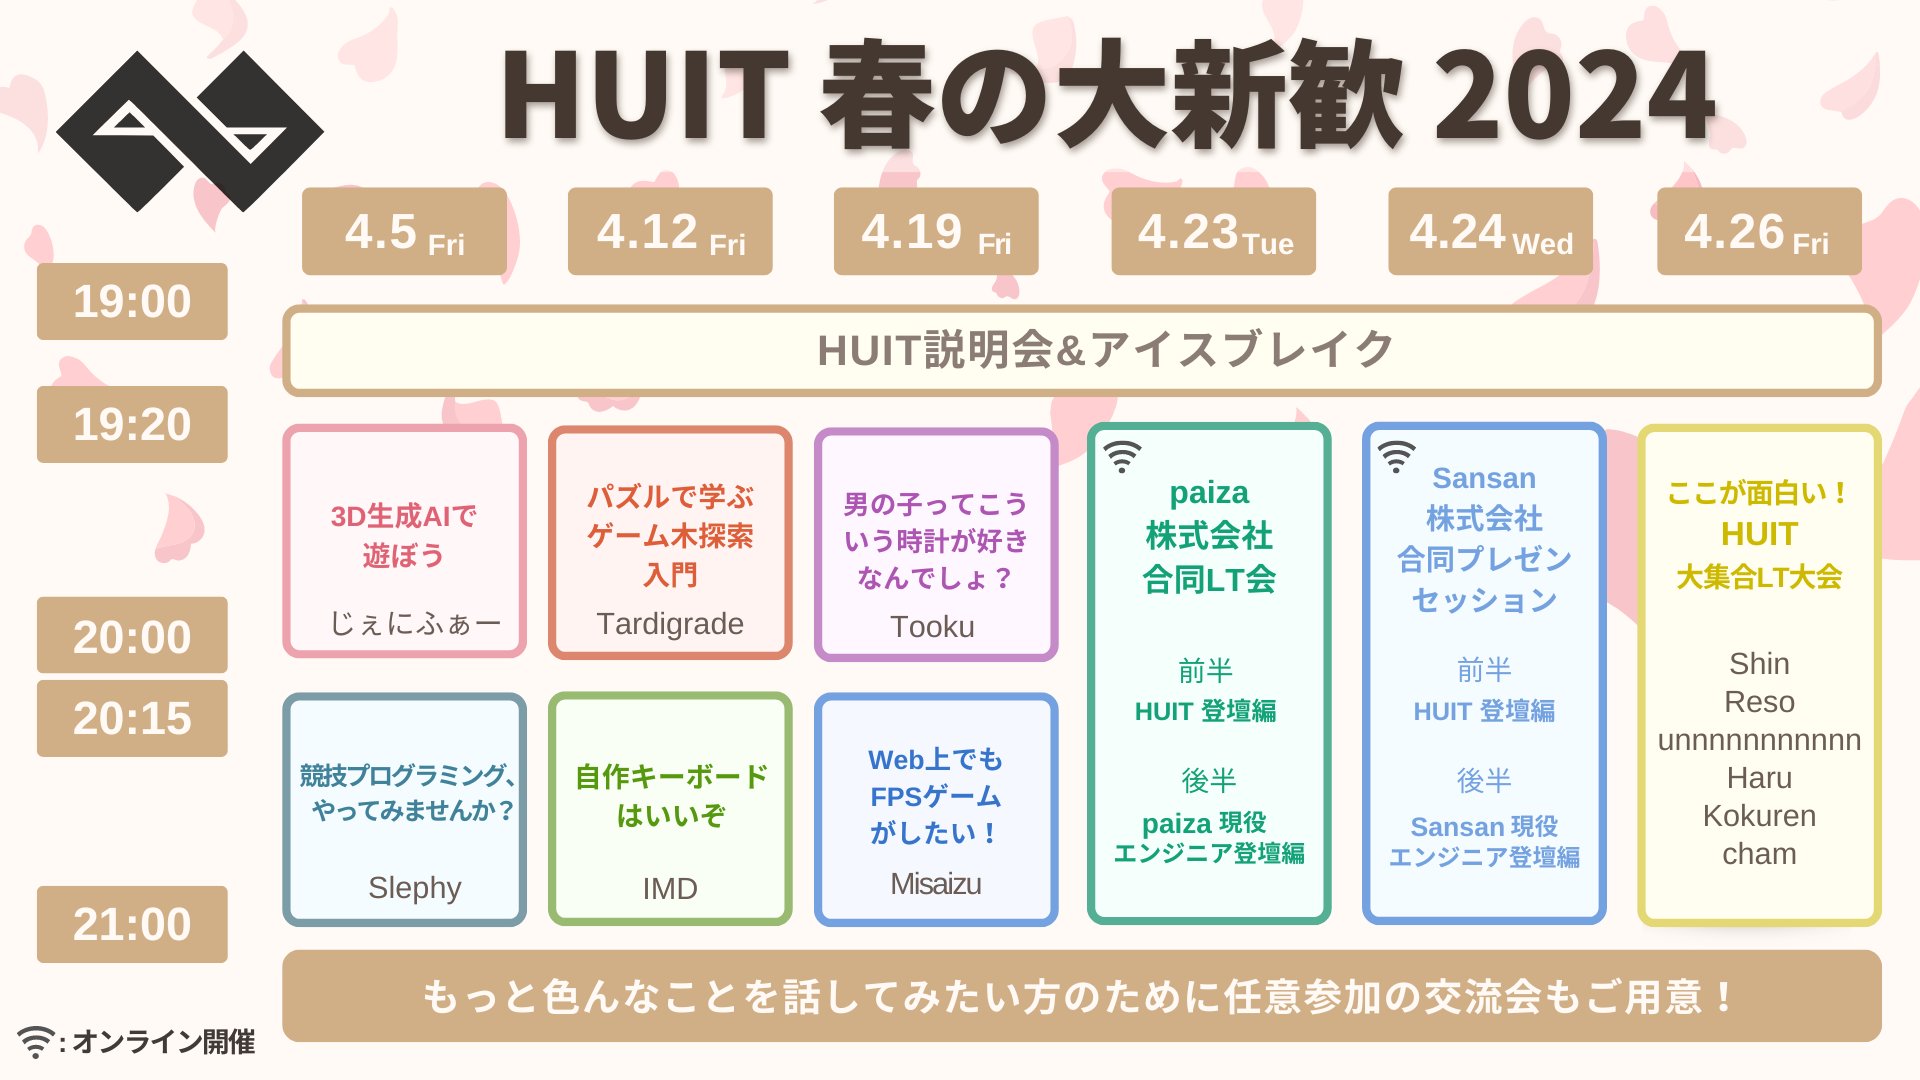 HUIT 春の大新歓 2024
4.5 Fri
4.12 Fri
4.19 Fri
4.23 Tue
4.24 Wed
4.26 Fri
19:00
HUIT説明会&アイスブレイク
19:20
3D生成AIで
遊ぼう
じぇにふぁー
パズルで学ぶ
ゲーム木探索
入門
Tardigrade
男の子ってこう
いう時計が好き
なんでしょ？
Tooku
paiza
株式会社
合同LT会
前半
HUIT 登壇編
後半
paiza 現役
エンジニア登壇編
Sansan
株式会社
合同プレゼン
セッション
前半
HUIT 登壇編
後半
Sansan 現役
エンジニア登壇編
ここが面白い！
HUIT
大集合LT大会
Shin
Reso
unnnnnnnnnnn
Haru
Kokuren
cham
20:00
20:15
競技プログラミング、
やってみませんか？
Slephy
自作キーボード
はいいぞ
IMD
Web上でも
FPSゲーム
がしたい！
Misaizu
21:00
もっと色んなことを話してみたい方のために任意参加の交流会もご用意！
: オンライン開催